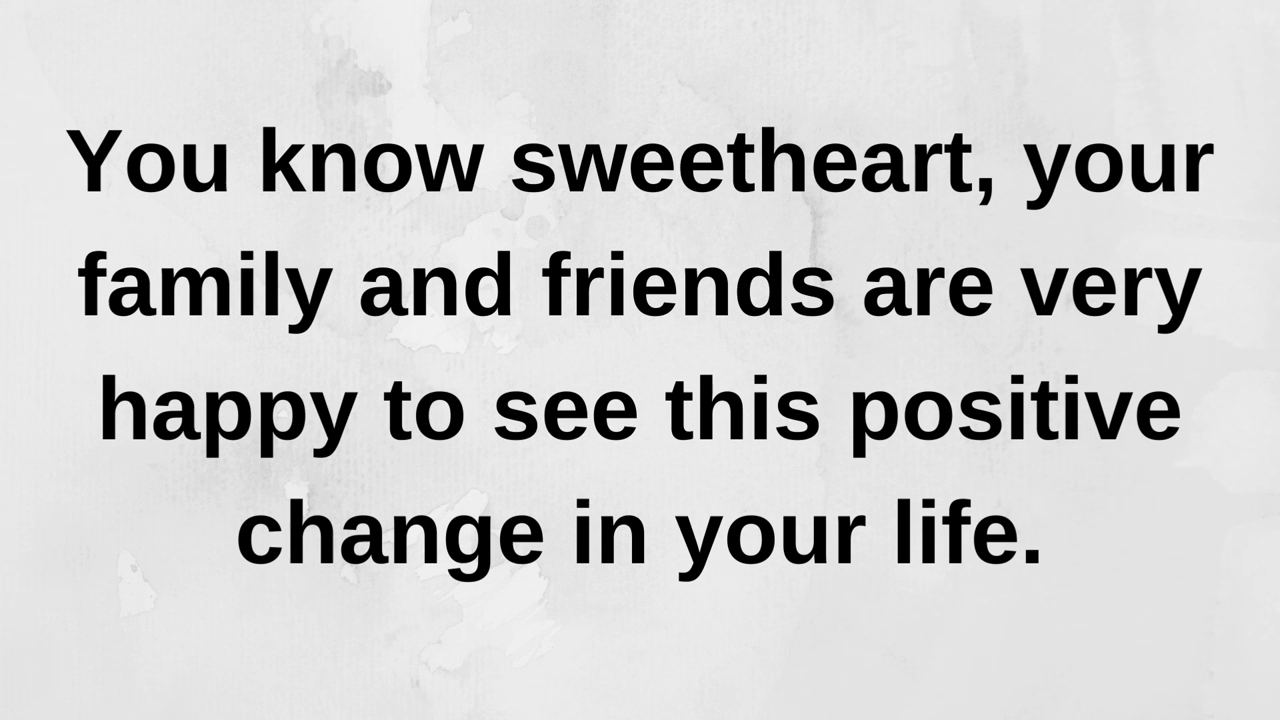 You know sweetheart, your
family and friends are very
happy to see this positive
change in your life.